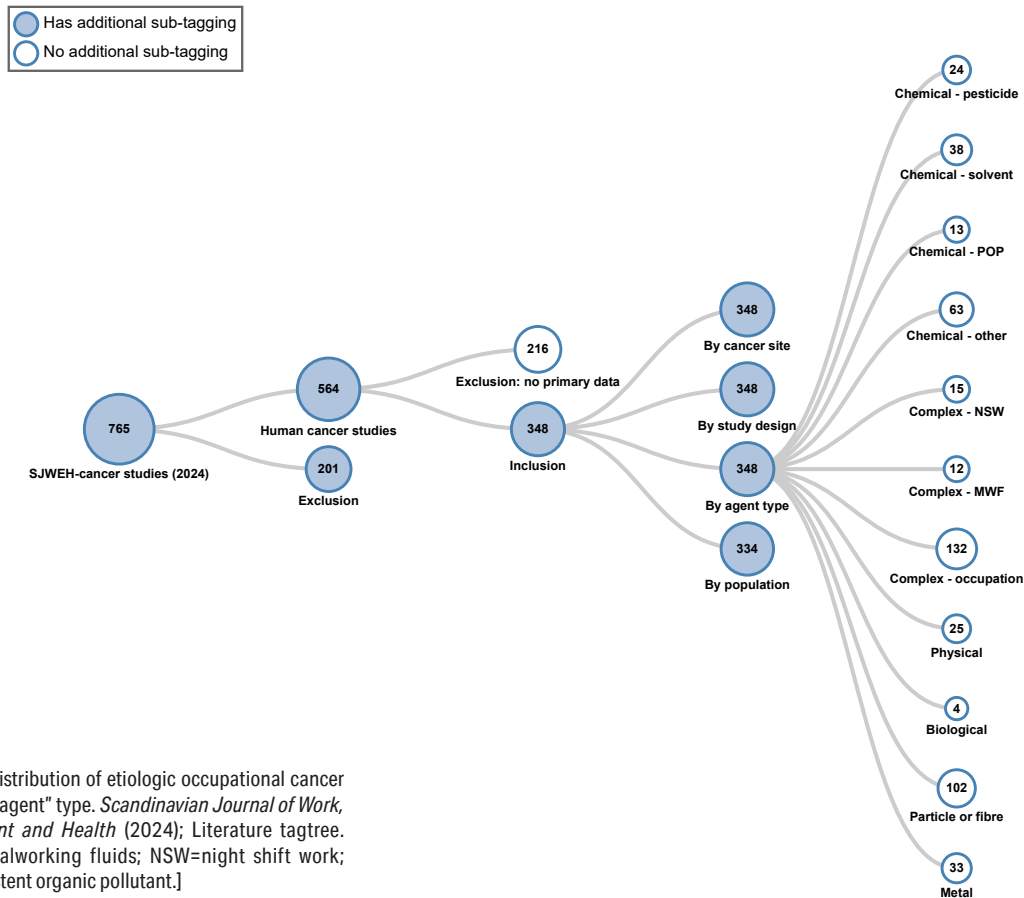 Has additional sub-tagging
No additional sub-tagging
24
Chemical - pesticide
38
Chemical - solvent
13
Chemical - POP
63
Chemical - other
15
Complex - NSW
12
Complex - MWF
132
Complex - occupation
25
Physical
4
Biological
102
Particle or fibre
33
Metal
348
By cancer site
348
By study design
348
By agent type
334
By population
216
Exclusion: no primary data
348
Inclusion
564
Human cancer studies
201
Exclusion
765
SJWEH-cancer studies (2024)
istribution of etiologic occupational cancer
agent" type. Scandinavian Journal of Work,
nt and Health (2024); Literature tagtree.
alworking fluids; NSW=night shift work;
tent organic pollutant.]